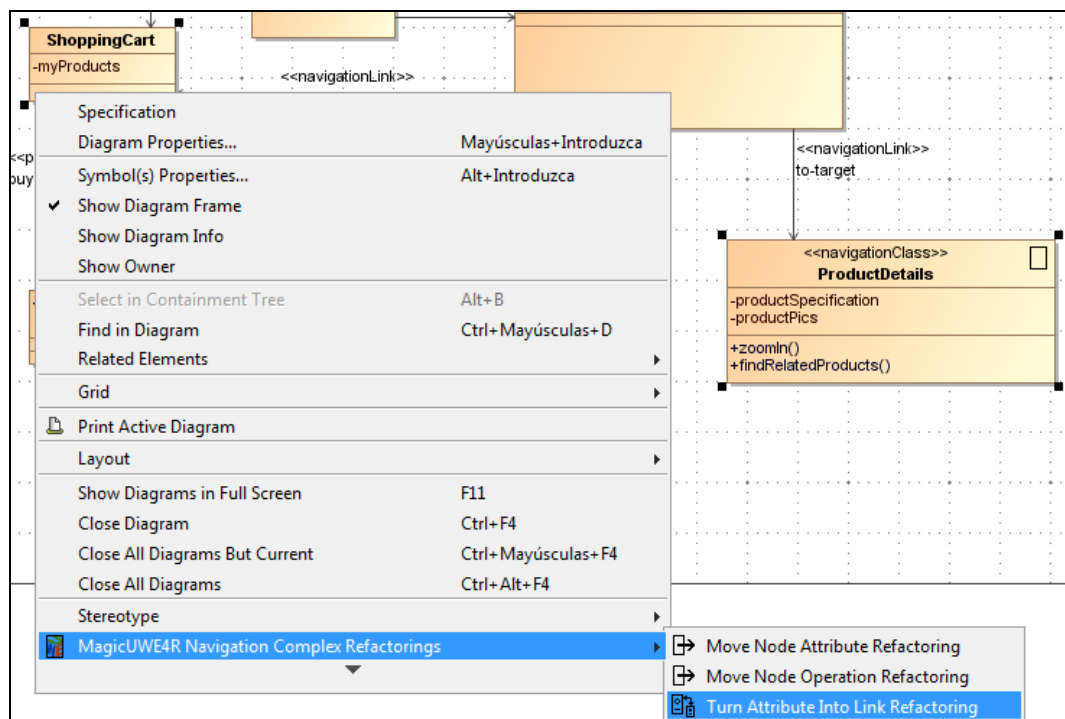 ShoppingCart
-myProducts
<<navigationLink>>
<<navigationLink>>
to-target
<<p
buy
<<navigationClass>>
ProductDetails
-productSpecification
-productPics
+zoomIn()
+findRelatedProducts()
Specification
Diagram Properties... Mayúsculas+Introduzca
Symbol(s) Properties... Alt+Introduzca
Show Diagram Frame
Show Diagram Info
Show Owner
Select in Containment Tree Alt+B
Find in Diagram Ctrl+Mayúsculas+D
Related Elements
Grid
Print Active Diagram
Layout
Show Diagrams in Full Screen F11
Close Diagram Ctrl+F4
Close All Diagrams But Current Ctrl+Mayúsculas+F4
Close All Diagrams Ctrl+Alt+F4
Stereotype
MagicUWE4R Navigation Complex Refactorings
Move Node Attribute Refactoring
Move Node Operation Refactoring
Turn Attribute Into Link Refactoring